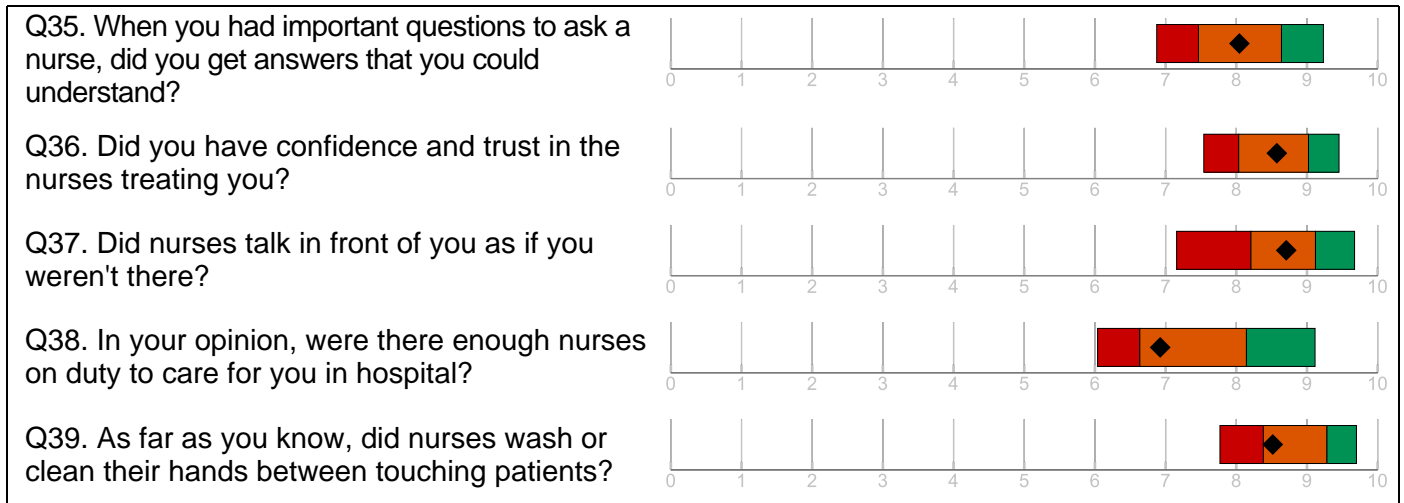 Q35. When you had important questions to ask a
nurse, did you get answers that you could
understand?
0 1 2 3 4 5 6 7 8 9 10
Q36. Did you have confidence and trust in the
nurses treating you?
0 1 2 3 4 5 6 7 8 9 10
Q37. Did nurses talk in front of you as if you
weren't there?
0 1 2 3 4 5 6 7 8 9 10
Q38. In your opinion, were there enough nurses
on duty to care for you in hospital?
0 1 2 3 4 5 6 7 8 9 10
Q39. As far as you know, did nurses wash or
clean their hands between touching patients?
0 1 2 3 4 5 6 7 8 9 10